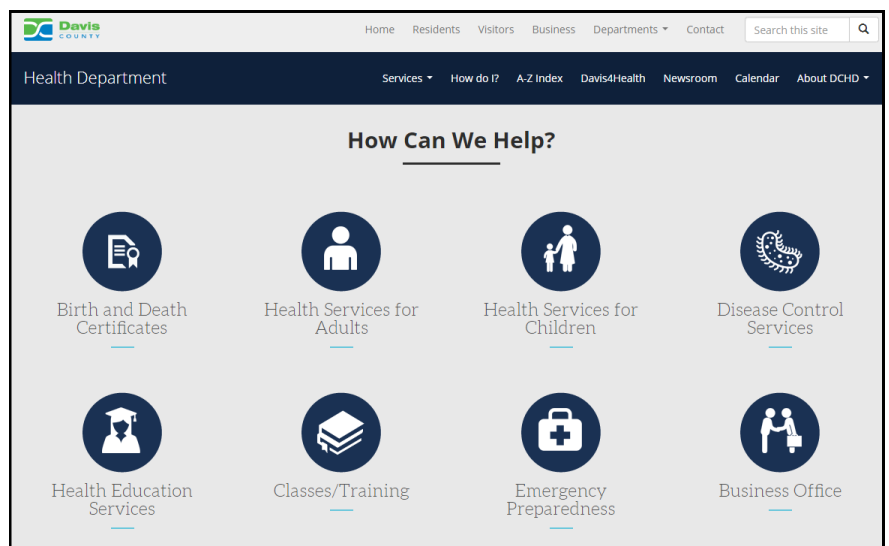 Davis
COUNTY
Home Residents Visitors Business Departments Contact Search this site
Health Department
Services How do I? A-Z Index Davis4Health Newsroom Calendar About DCHD
How Can We Help?
Birth and Death
Certificates
Health Services for
Adults
Health Services for
Children
Disease Control
Services
Health Education
Services
Classes/Training
Emergency
Preparedness
Business Office